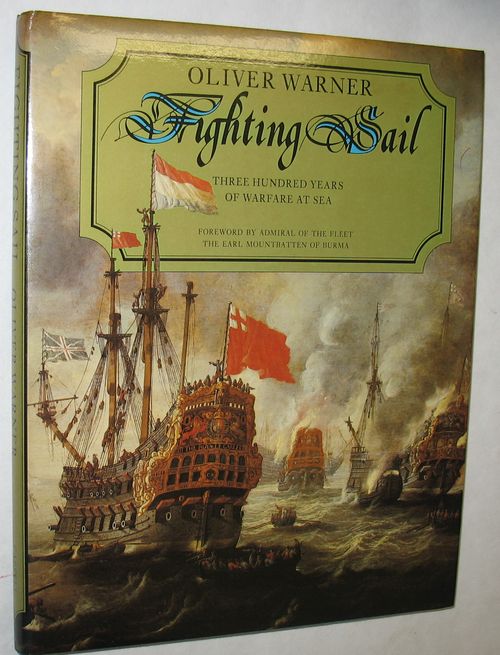 OLIVER WARNER
Fighting Sail
THREE HUNDRED YEARS
OF WARFARE AT SEA
FOREWORD BY ADMIRAL OF THE FLEET
THE EARL MOUNTBATTEN OF BURMA
FIGHTING SAIL OLIVER WARNER